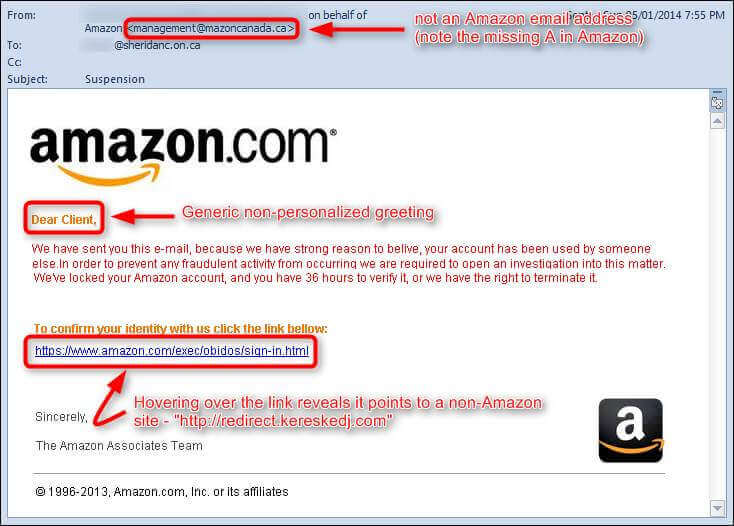 From: on behalf of
Amazon <management@mazoncanada.ca>
not an Amazon email address
(note the missing A in Amazon)
Sun 05/01/2014 7:55 PM
To: @sheridanc.on.ca
Cc:
Subject: Suspension
amazon.com®
Dear Client,
Generic non-personalized greeting
We have sent you this e-mail, because we have strong reason to belive, your account has been used by someone
else.In order to prevent any fraudulent activity from occurring we are required to open an investigation into this matter.
We've locked your Amazon account, and you have 36 hours to verify it, or we have the right to terminate it.
To confirm your identity with us click the link bellow:
https://www.amazon.com/exec/obidos/sign-in.html
Hovering over the link reveals it points to a non-Amazon
site - "http://redirect.kereskedj.com"
Sincerely,
The Amazon Associates Team
a
© 1996-2013, Amazon.com, Inc. or its affiliates